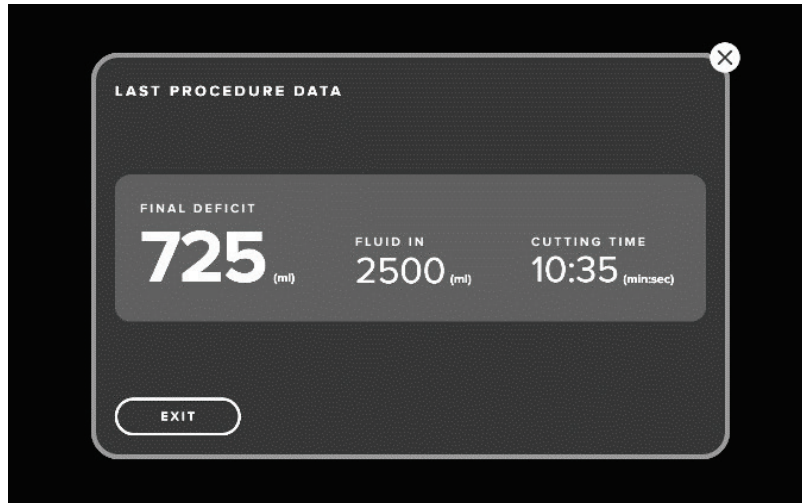 LAST PROCEDURE DATA
FINAL DEFICIT
725 (ml)
FLUID IN
2500 (ml)
CUTTING TIME
10:35 (min:sec)
EXIT